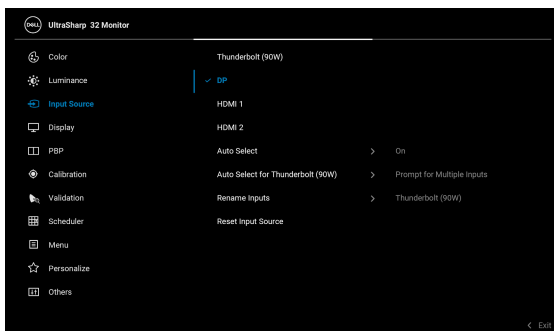 DELL UltraSharp 32 Monitor
Color Thunderbolt (90W)
Luminance DP
Input Source HDMI 1
Display HDMI 2
PBP Auto Select > On
Calibration Auto Select for Thunderbolt (90W) > Prompt for Multiple Inputs
Validation Rename Inputs > Thunderbolt (90W)
Scheduler Reset Input Source
Menu
Personalize
Others
< Exit